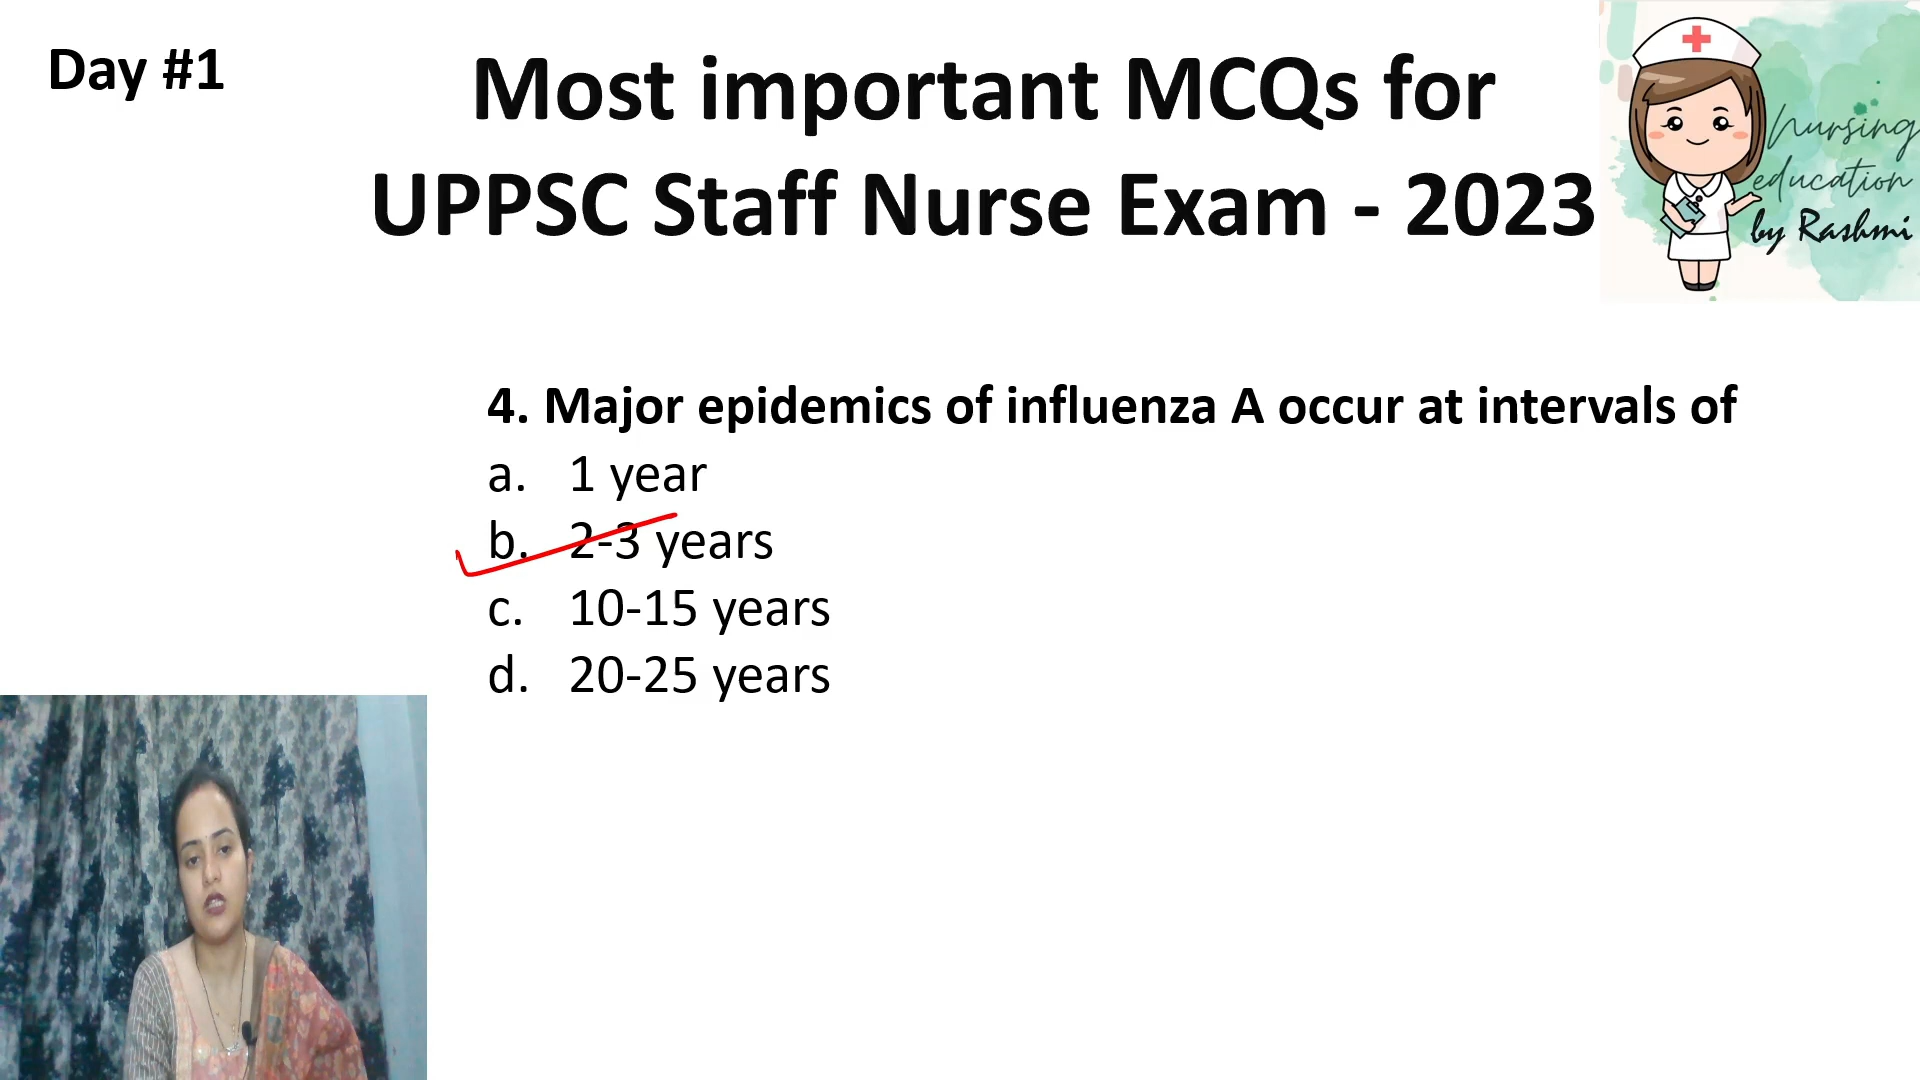 Day #1
Most important MCQs for
UPPSC Staff Nurse Exam - 2023
Nursing
education
by Rashmi
4. Major epidemics of influenza A occur at intervals of
a. 1 year
b. 2-3 years
c. 10-15 years
d. 20-25 years